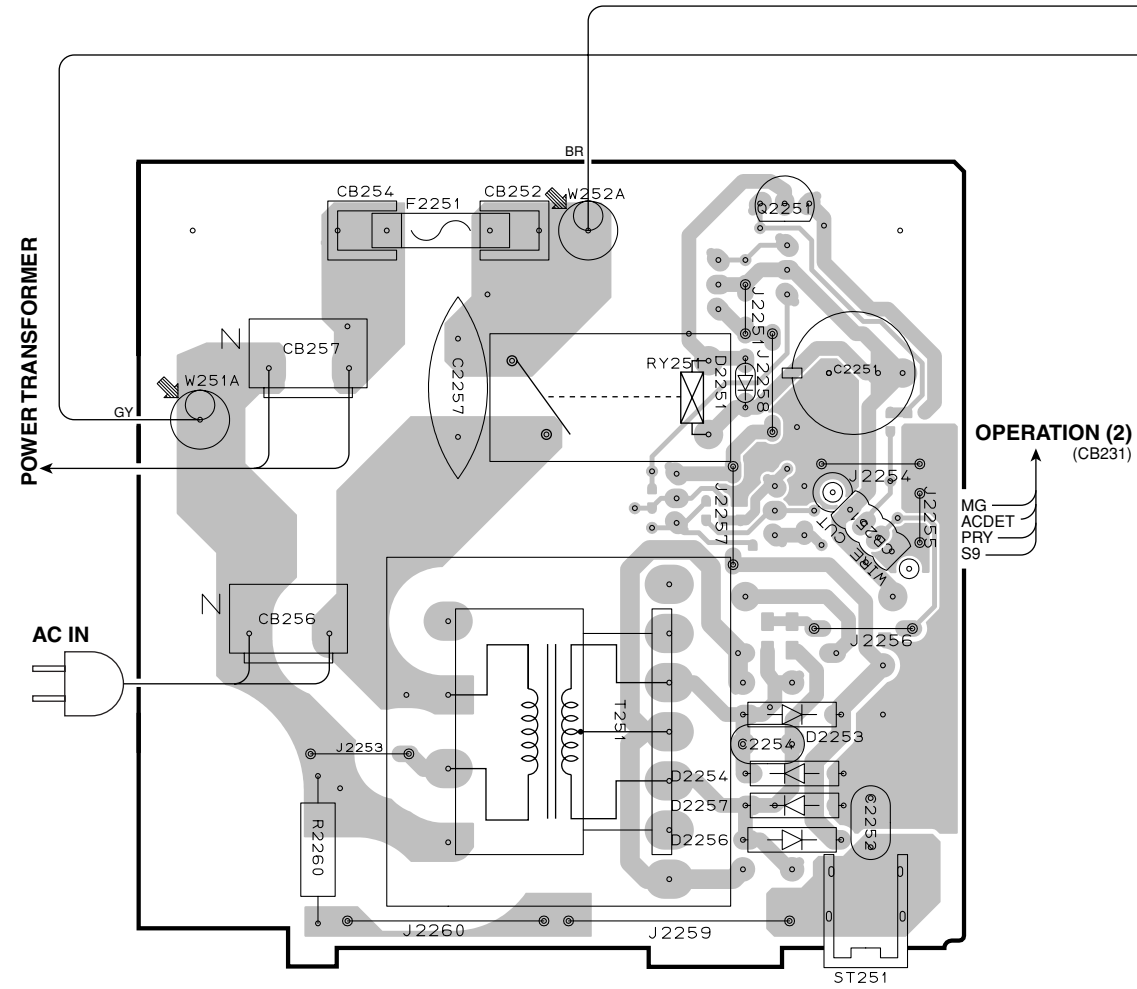 BR
CB254
CB252
W252A
F2251
Q2251
POWER TRANSFORMER
N
CB257
W251A
GY
C2257
RY251
J2251
D2251
J2258
C2251
OPERATION (2)
(CB231)
J2254
J2255
J2257
MG
ACDET
PRY
S9
CB251
WIRE CUT
N
CB256
AC IN
J2256
T251
J2253
D2253
C2254
D2254
D2257
D2256
C2252
R2260
J2260
J2259
ST251